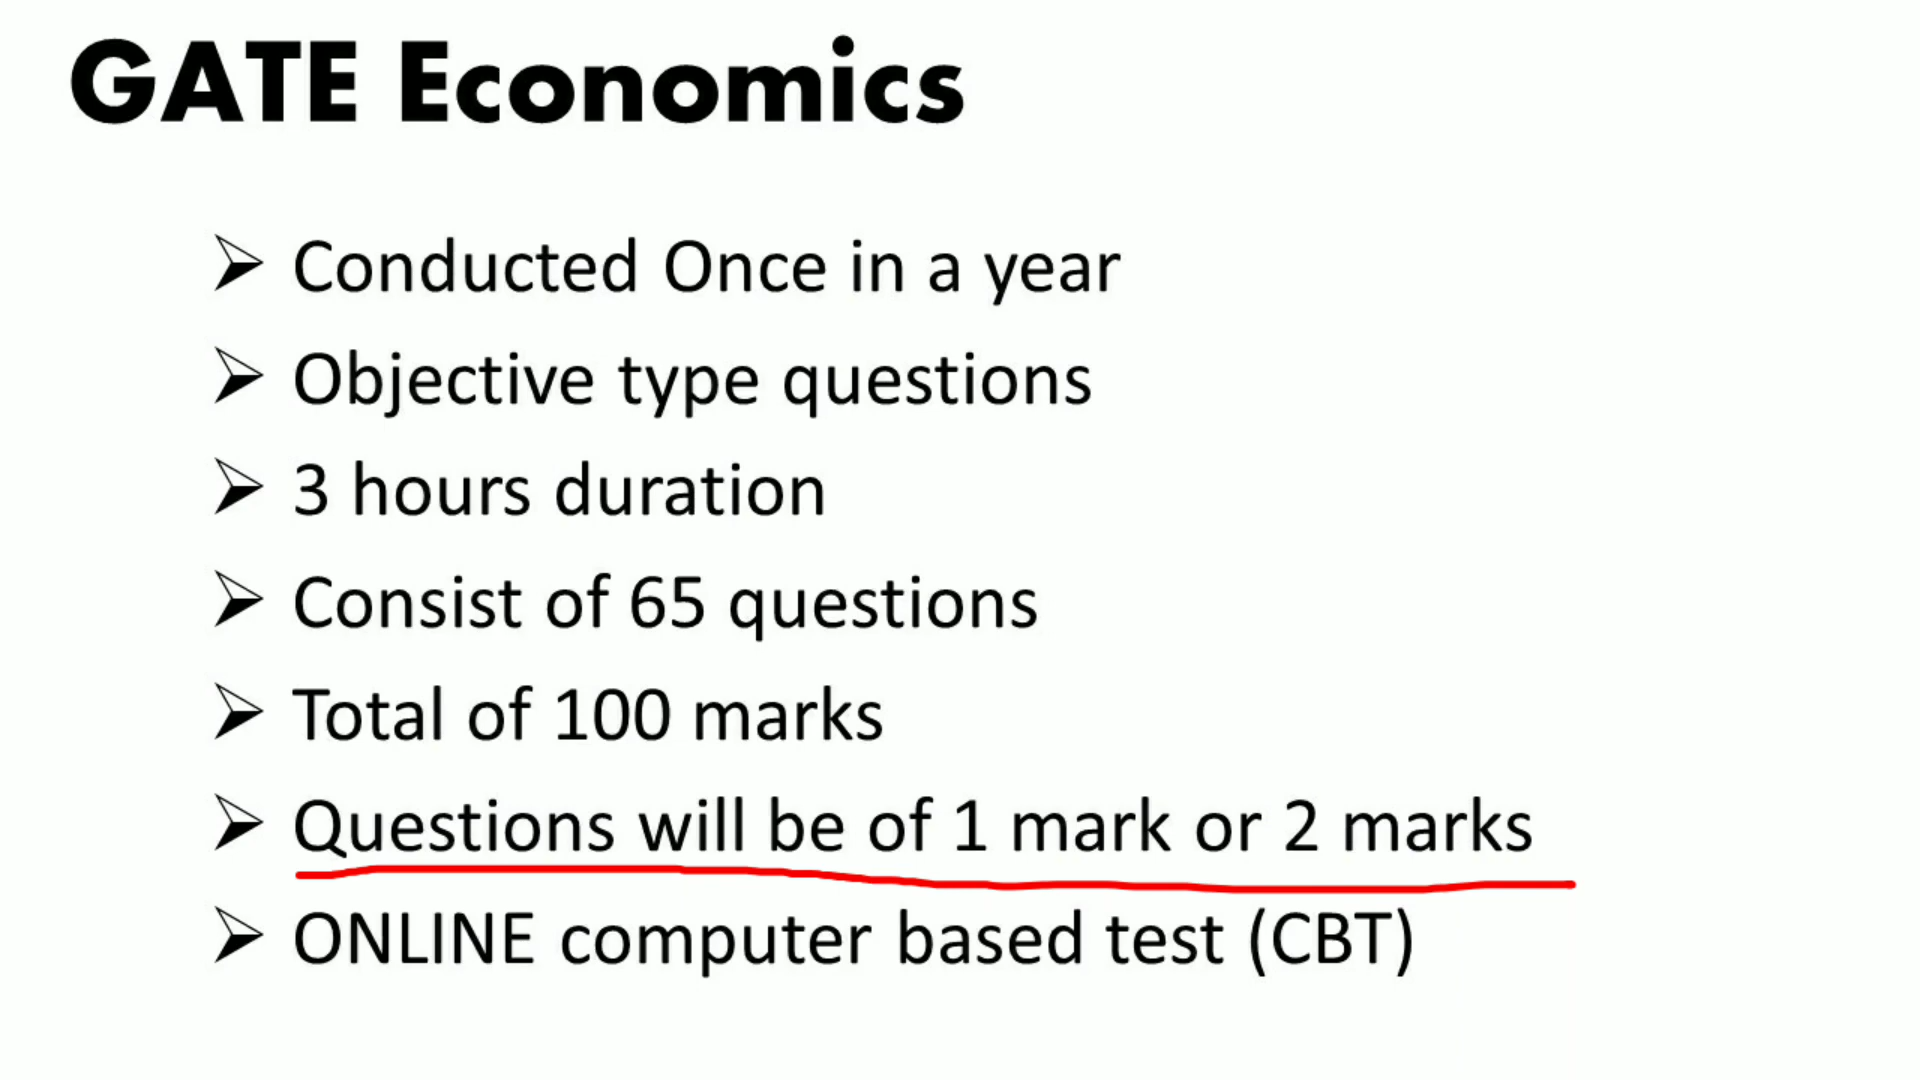 GATE Economics
Conducted Once in a year
Objective type questions
3 hours duration
Consist of 65 questions
Total of 100 marks
Questions will be of 1 mark or 2 marks
ONLINE computer based test (CBT)